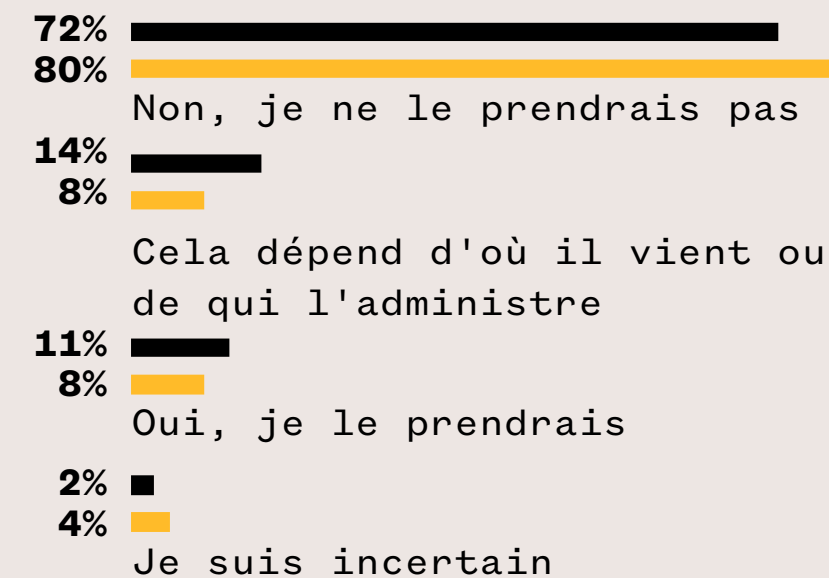 72%
80%
Non, je ne le prendrais pas
14%
8%
Cela dépend d'où il vient ou
de qui l'administre
11%
8%
Oui, je le prendrais
2%
4%
Je suis incertain